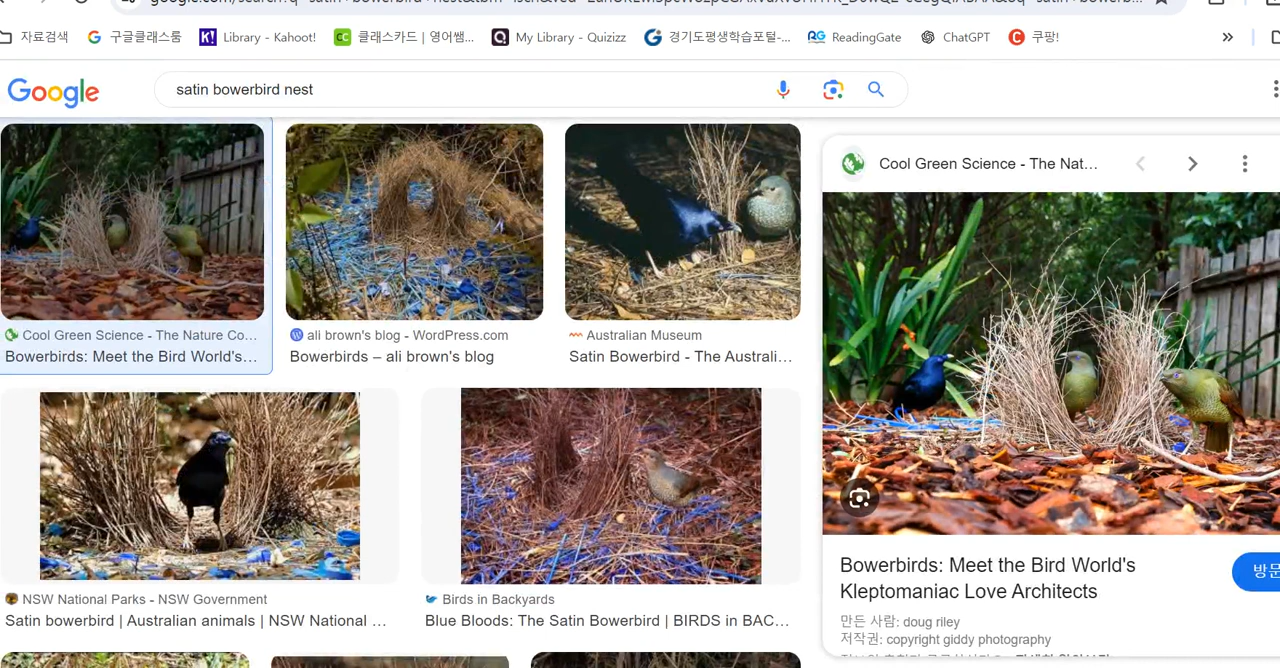 자료검색
구글클래스룸
Library - Kahoot!
클래스카드 | 영어쌤...
My Library - Quizizz
경기도평생학습포털-...
ReadingGate
ChatGPT
쿠팡!
Google
satin bowerbird nest
Cool Green Science - The Nature Co...
Bowerbirds: Meet the Bird World's...
ali brown's blog - WordPress.com
Bowerbirds – ali brown's blog
Australian Museum
Satin Bowerbird - The Australi...
NSW National Parks - NSW Government
Satin bowerbird | Australian animals | NSW National ...
Birds in Backyards
Blue Bloods: The Satin Bowerbird | BIRDS in BAC...
Cool Green Science - The Nat...
Bowerbirds: Meet the Bird World's
Kleptomaniac Love Architects
방문
만든 사람: doug riley
저작권: copyright giddy photography